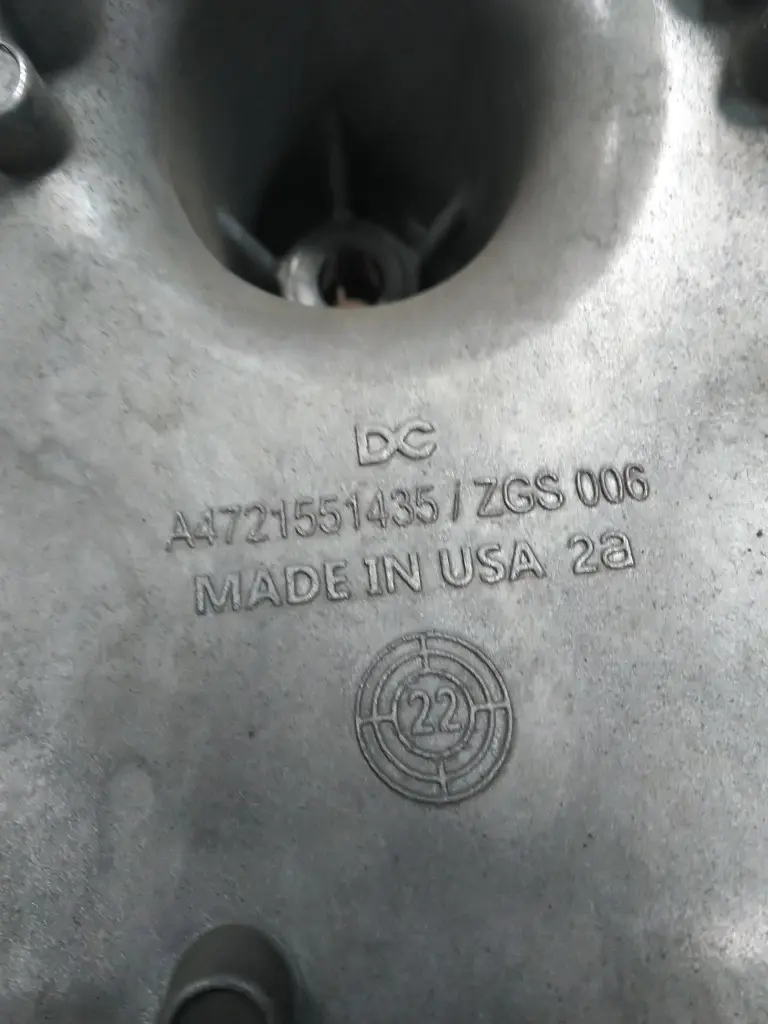 DC
A4721551435 / ZGS 006
MADE IN USA 2a
22